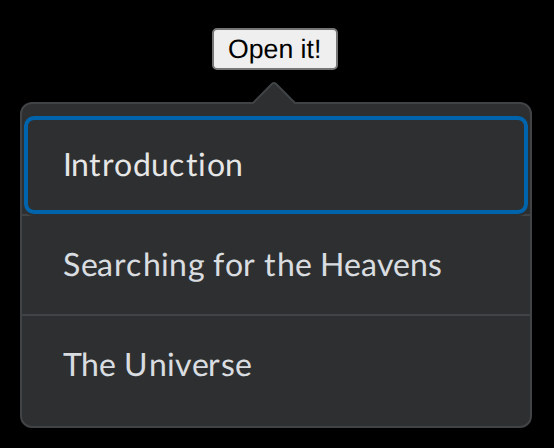 Open it!
Introduction
Searching for the Heavens
The Universe